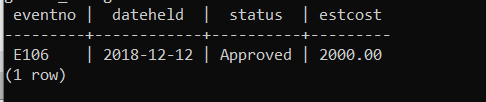 eventno | dateheld | status | estcost
---------+------------+----------+---------
E106 | 2018-12-12 | Approved | 2000.00
(1 row)